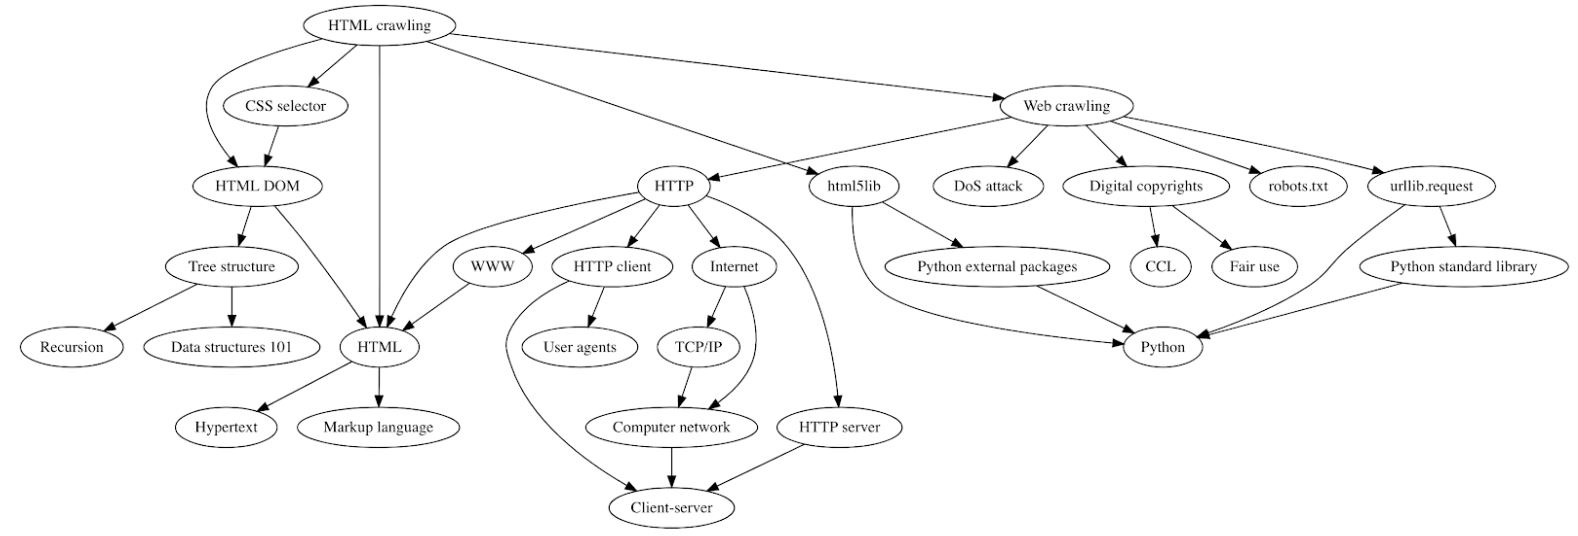 HTML crawling
CSS selector
Web crawling
HTML DOM
HTTP
html5lib
DoS attack
Digital copyrights
robots.txt
urllib.request
Tree structure
WWW
HTTP client
Internet
Python external packages
CCL
Fair use
Python standard library
Recursion
Data structures 101
HTML
User agents
TCP/IP
Python
Hypertext
Markup language
Computer network
HTTP server
Client-server